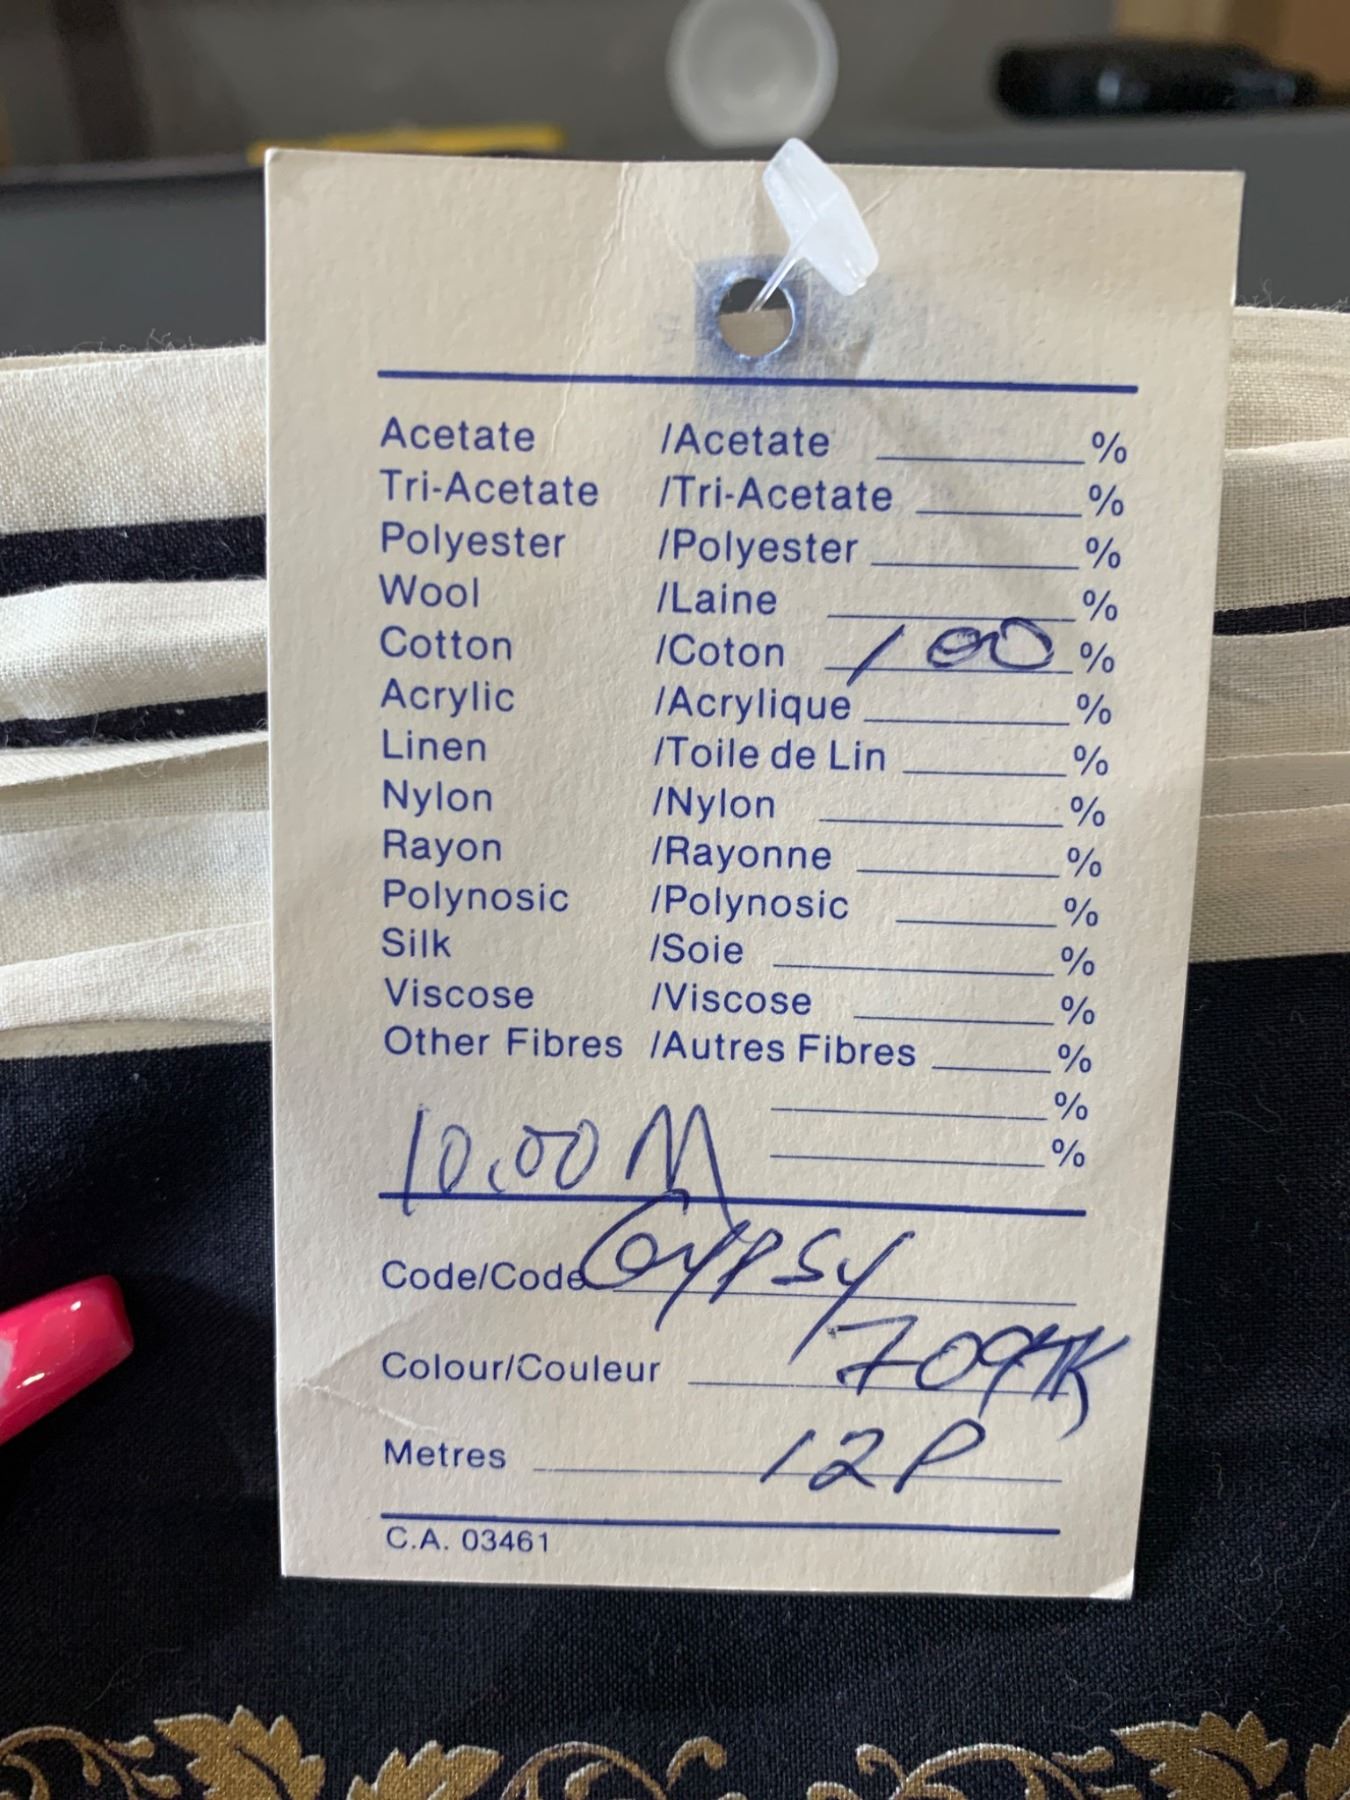 Acetate /Acetate %
Tri-Acetate /Tri-Acetate %
Polyester /Polyester %
Wool /Laine %
Cotton /Coton 100 %
Acrylic /Acrylique %
Linen /Toile de Lin %
Nylon /Nylon %
Rayon /Rayonne %
Polynosic /Polynosic %
Silk /Soie %
Viscose /Viscose %
Other Fibres /Autres Fibres %
%
10.00 M %
Code/Code Gypsy
Colour/Couleur
Metres 12P
C.A. 03461